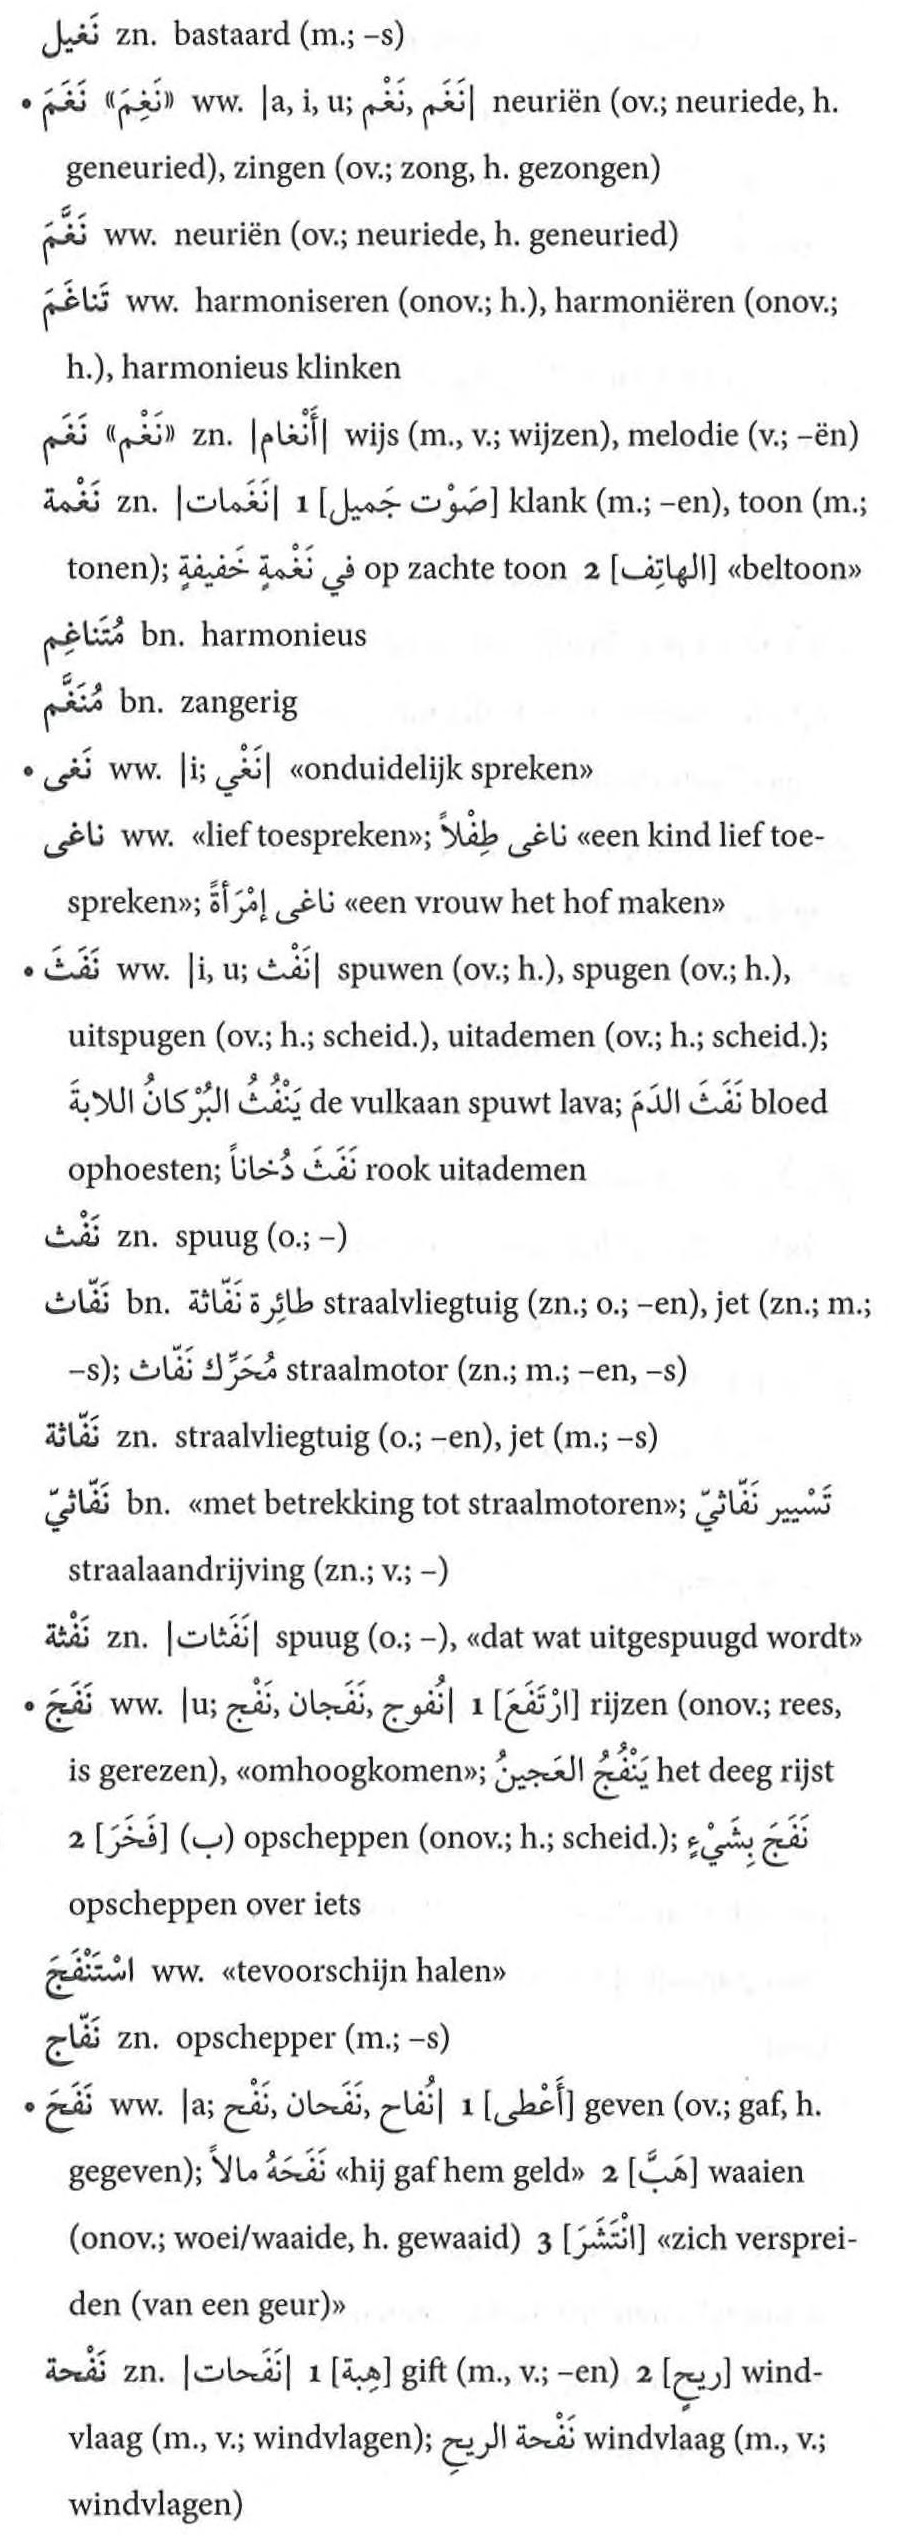 نَغيل zn. bastaard (m.; –s)
• نَغَمَ «نَغِمَ» ww. |a, i, u; نَغْم, نَغَم| neuriën (ov.; neuriede, h.
geneuried), zingen (ov.; zong, h. gezongen)
نَغَّمَ ww. neuriën (ov.; neuriede, h. geneuried)
تَناغَمَ ww. harmoniseren (onov.; h.), harmoniëren (onov.;
h.), harmonieus klinken
نَغَم «نَغْم» zn. |أَنْغام| wijs (m., v.; wijzen), melodie (v.; –ën)
نَغْمة zn. |نَغَمات| 1 [صَوْت جَميل] klank (m.; –en), toon (m.;
tonen); في نَغْمةٍ خَفيفةٍ op zachte toon 2 [الهاتِف] «beltoon»
مُتَناغِم bn. harmonieus
مُنَغَّم bn. zangerig
• نَغى ww. |i; نَغْي| «onduidelijk spreken»
ناغى ww. «lief toespreken»; ناغى طِفْلاً «een kind lief toe-
spreken»; ناغى إمْرَأةً «een vrouw het hof maken»
• نَفَثَ ww. |i, u; نَفْث| spuwen (ov.; h.), spugen (ov.; h.),
uitspugen (ov.; h.; scheid.), uitademen (ov.; h.; scheid.);
يَنْفُثُ البُرْكانُ اللابةَ de vulkaan spuwt lava; نَفَثَ الدَمَ bloed
ophoesten; نَفَثَ دُخاناً rook uitademen
نَفْث zn. spuug (o.; –)
نَفّاث bn. طائِرة نَفّاثة straalvliegtuig (zn.; o.; –en), jet (zn.; m.;
–s); مُحَرِّك نَفّاث straalmotor (zn.; m.; –en, –s)
نَفّاثة zn. straalvliegtuig (o.; –en), jet (m.; –s)
نَفّاثيّ bn. «met betrekking tot straalmotoren»; تَسْيير نَفّاثيّ
straalaandrijving (zn.; v.; –)
نَفْثة zn. |نَفَثات| spuug (o.; –), «dat wat uitgespuugd wordt»
• نَفَجَ ww. |u; نَفْج, نَفَجان, نُفوج| 1 [ارْتَفَعَ] rijzen (onov.; rees,
is gerezen), «omhoogkomen»; يَنْفُجُ العَجينُ het deeg rijst
2 [فَخَرَ] (ب) opscheppen (onov.; h.; scheid.); نَفَجَ بِشَيْءٍ
opscheppen over iets
اسْتَنْفَجَ ww. «tevoorschijn halen»
نَفّاج zn. opschepper (m.; –s)
• نَفَحَ ww. |a; نَفْح, نَفَحان, نُفاح| 1 [أَعْطى] geven (ov.; gaf, h.
gegeven); نَفَحَهُ مالاً «hij gaf hem geld» 2 [هَبَّ] waaien
(onov.; woei/waaide, h. gewaaid) 3 [انْتَشَرَ] «zich versprei-
den (van een geur)»
نَفْحة zn. |نَفَحات| 1 [هِبة] gift (m., v.; –en) 2 [ريحٍ] wind-
vlaag (m., v.; windvlagen); نَفْحة الريحِ windvlaag (m., v.;
windvlagen)